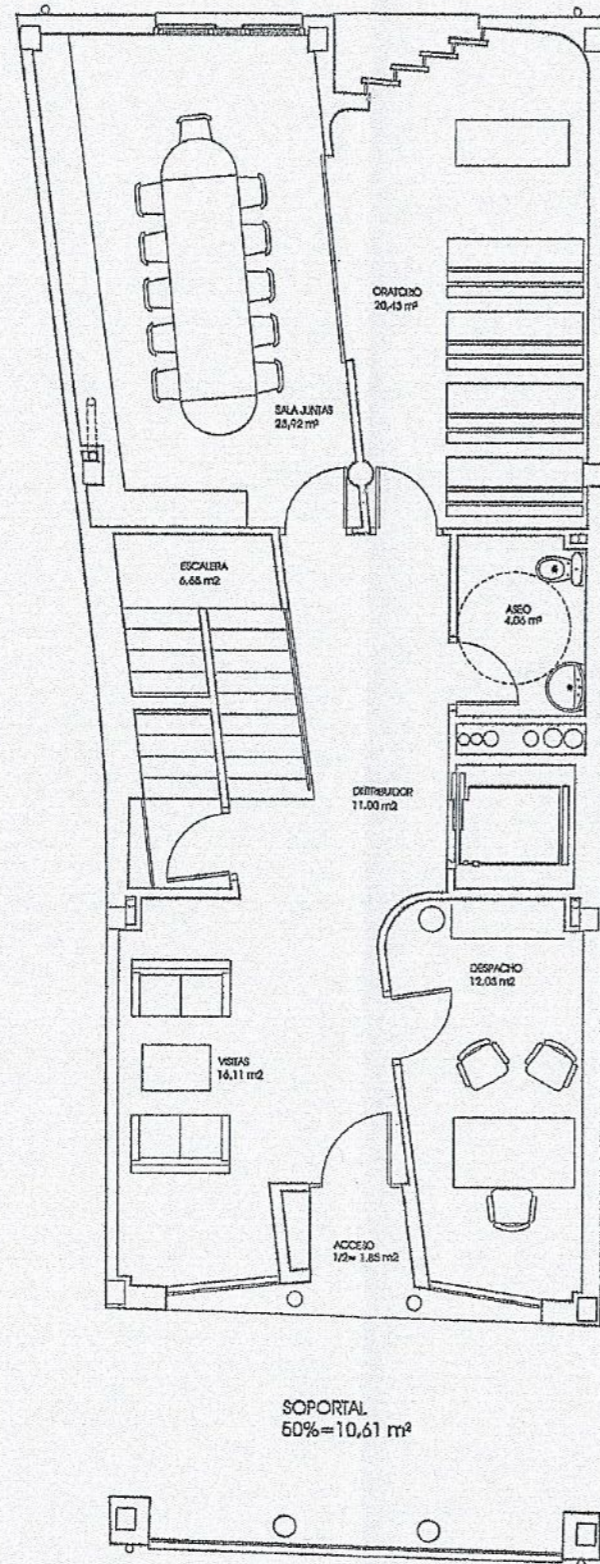 ORATORIO
20,43 m²
SALA JUNTAS
25,92 m²
ESCALERA
6,65 m2
ASEO
4,05 m²
DISTRIBUIDOR
11.00 m2
DESPACHO
12.05 m2
VISITAS
16,11 m2
ACCESO
1/2= 1.85 m2
SOPORTAL
50%=10,61 m²